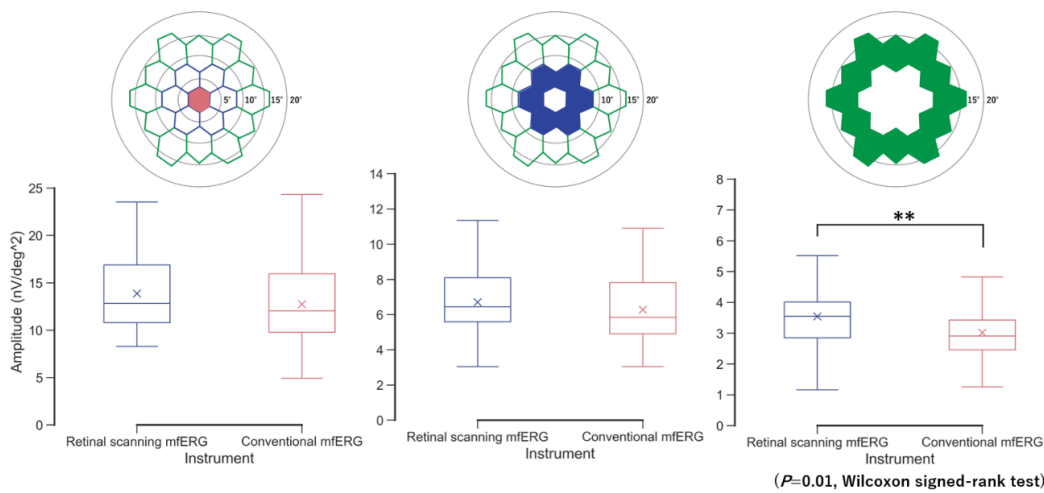 5° 10° 15° 20°
10° 15° 20°
15° 20°
Amplitude (nV/deg^2)
25
20
15
10
5
0
Retinal scanning mfERG Conventional mfERG
Instrument
14
12
10
8
6
4
2
0
Retinal scanning mfERG Conventional mfERG
Instrument
8
7
6
5
4
3
2
1
0
**
Retinal scanning mfERG Conventional mfERG
Instrument
(P=0.01, Wilcoxon signed-rank test)